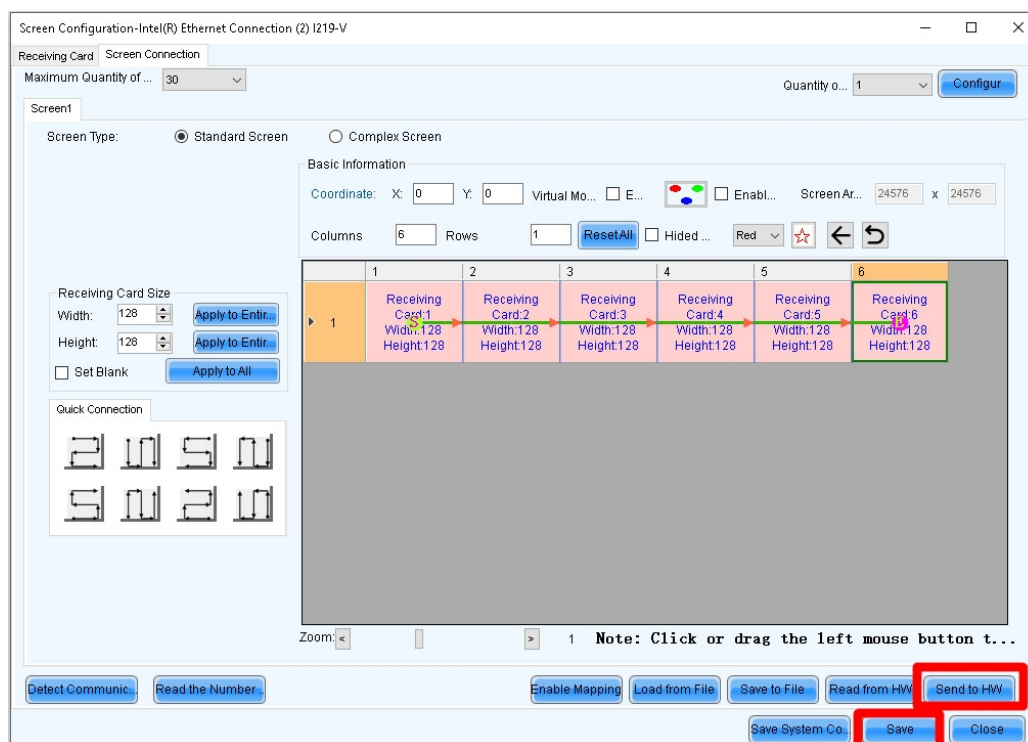 Screen Configuration-Intel(R) Ethernet Connection (2) I219-V
Receiving Card Screen Connection
Maximum Quantity of ... 30 Quantity o... 1 Configur
Screen1
Screen Type: Standard Screen Complex Screen
Basic Information
Coordinate: X: 0 Y: 0 Virtual Mo... E... Enabl... Screen Ar... 24576 x 24576
Columns 6 Rows 1 Reset All Hided ... Red
1 2 3 4 5 6
Receiving Card Size
Width: 128 Apply to Entir...
Height: 128 Apply to Entir...
Set Blank Apply to All
1
Receiving Receiving Receiving Receiving Receiving Receiving
Card:1 Card:2 Card:3 Card:4 Card:5 Card:6
S E
Width:128 Width:128 Width:128 Width:128 Width:128 Width:128
Height:128 Height:128 Height:128 Height:128 Height:128 Height:128
Quick Connection
Zoom: < > 1 Note: Click or drag the left mouse button t...
Detect Communic... Read the Number ... Enable Mapping Load from File Save to File Read from HW Send to HW
Save System Co... Save Close